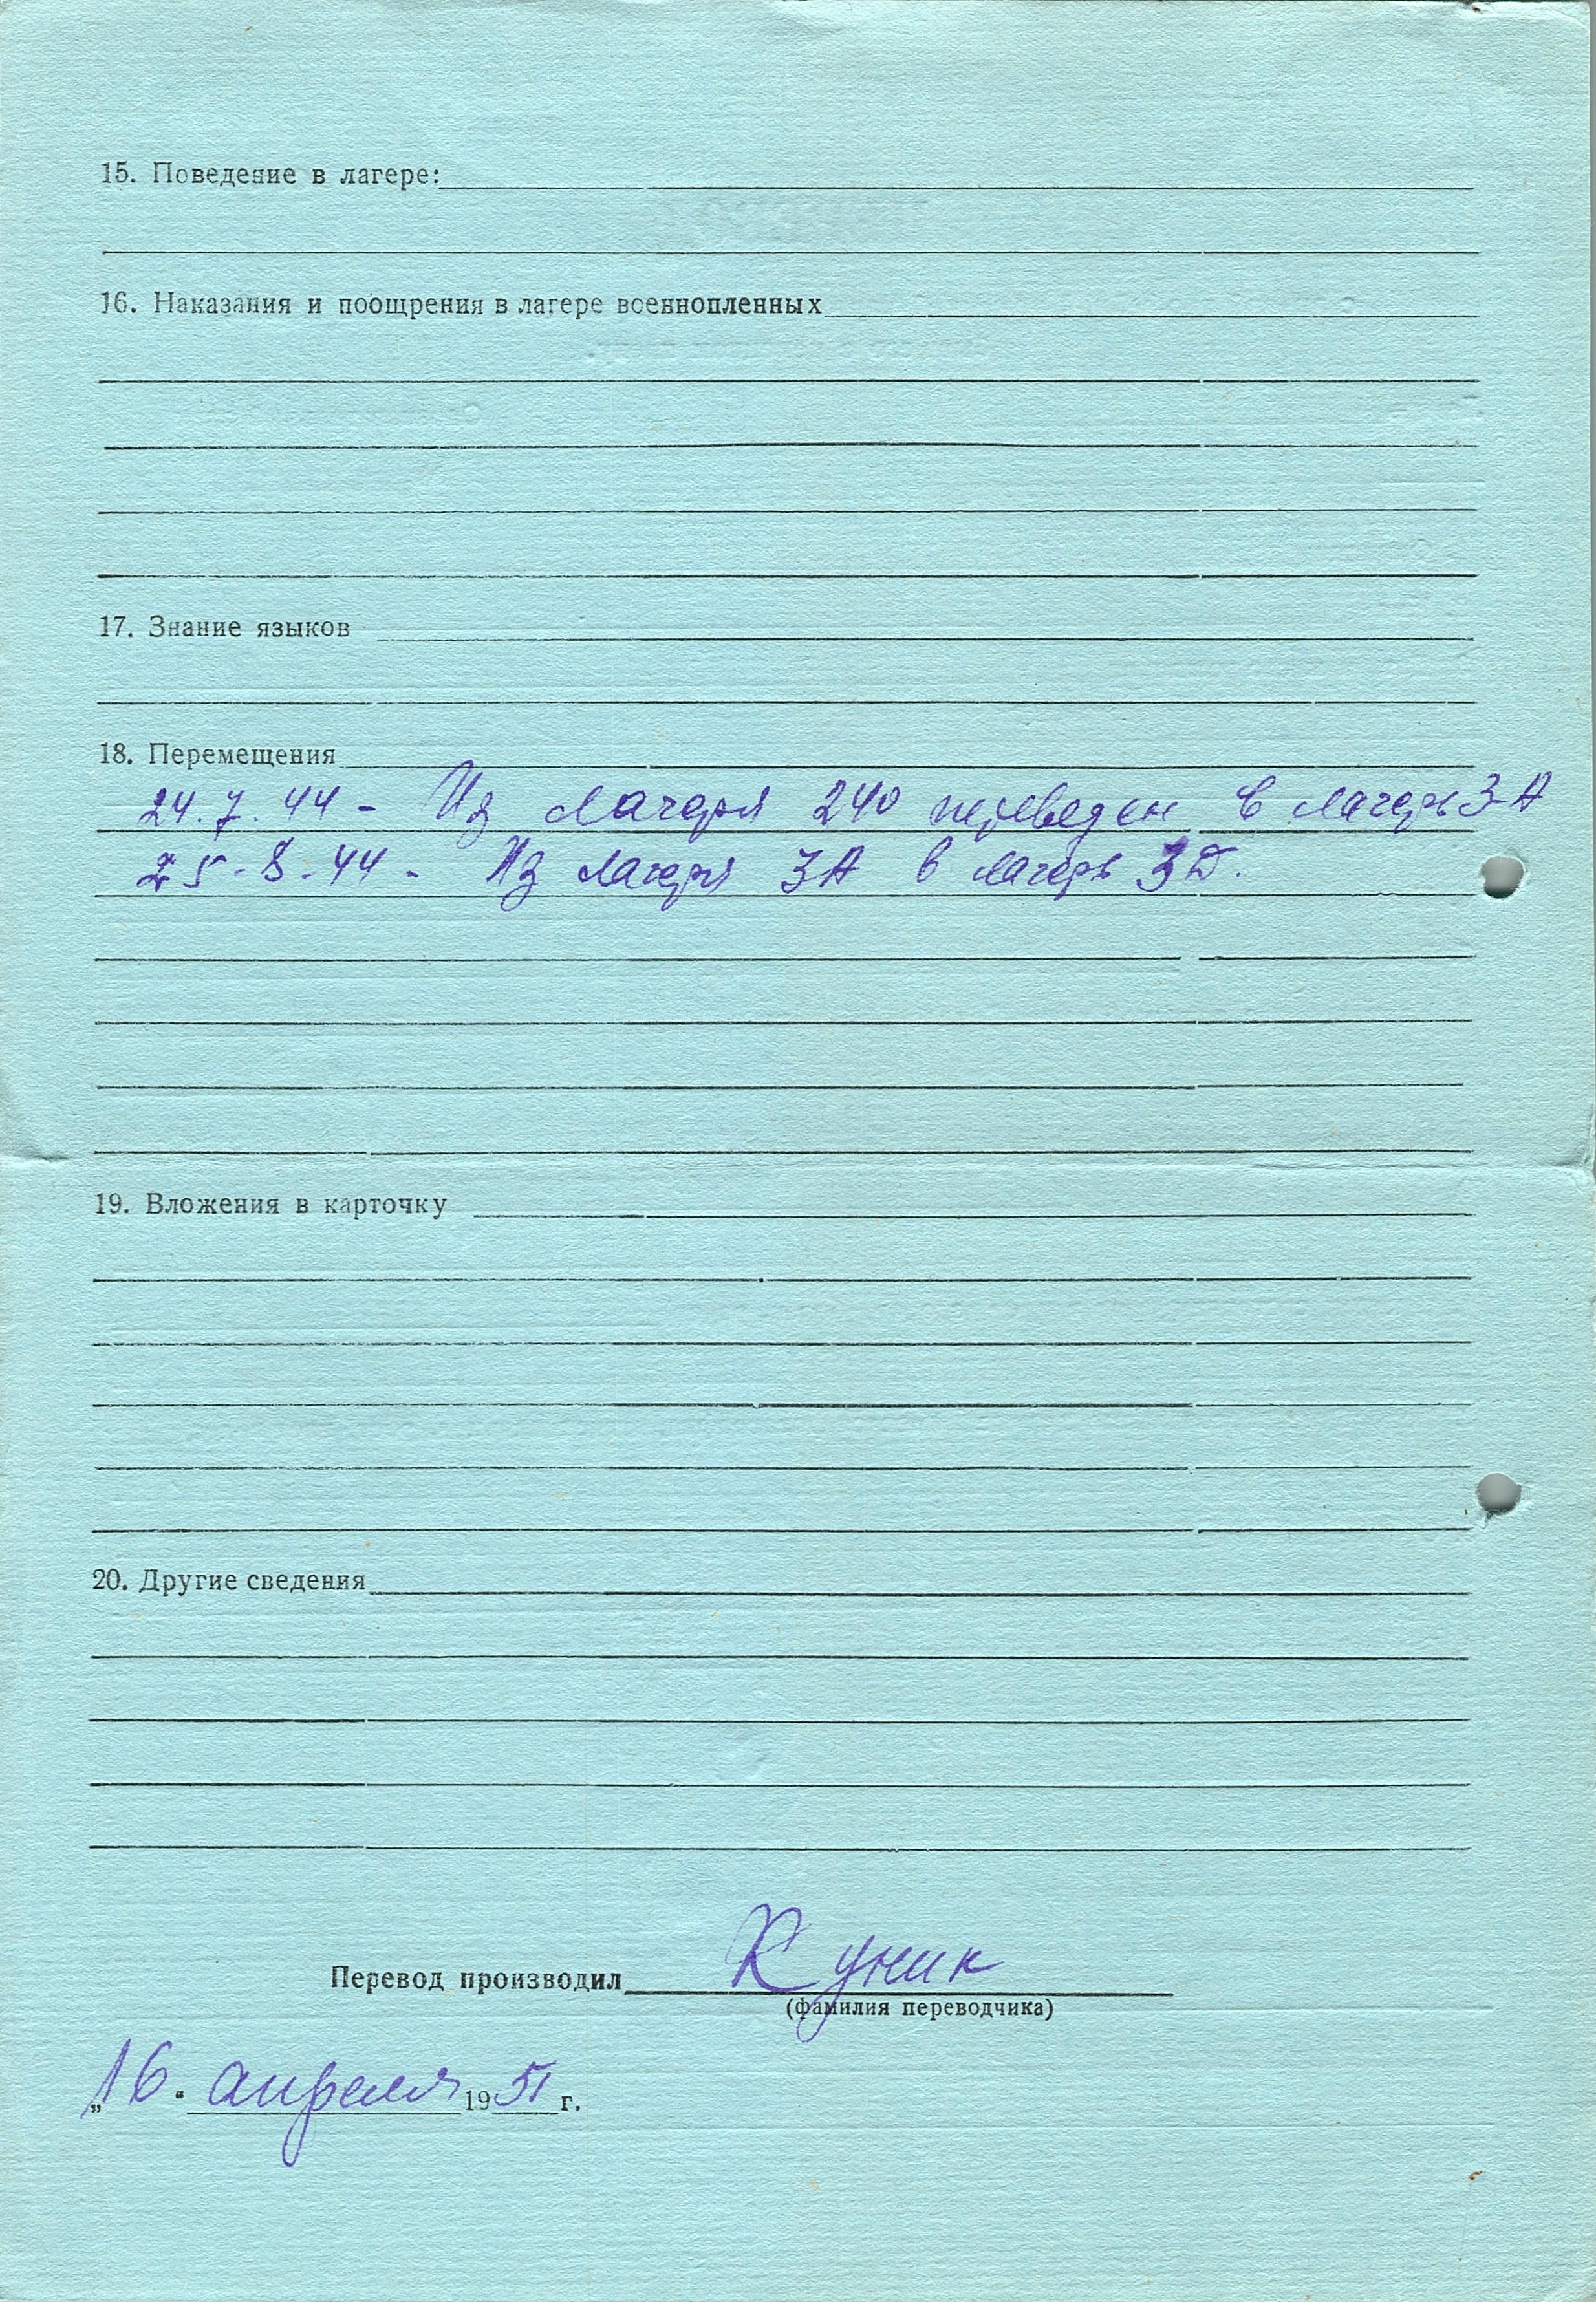 15. Поведение в лагере:
16. Наказания и поощрения в лагере военнопленных
17. Знание языков
18. Перемещения
24.7.44 - Из лагеря 240 переведен в лагерь 3А
25.8.44 - Из лагеря 3А в лагерь 3Д.
19. Вложения в карточку
20. Другие сведения
Перевод производил Куник
(фамилия переводчика)
„16" апреля 1951 г.